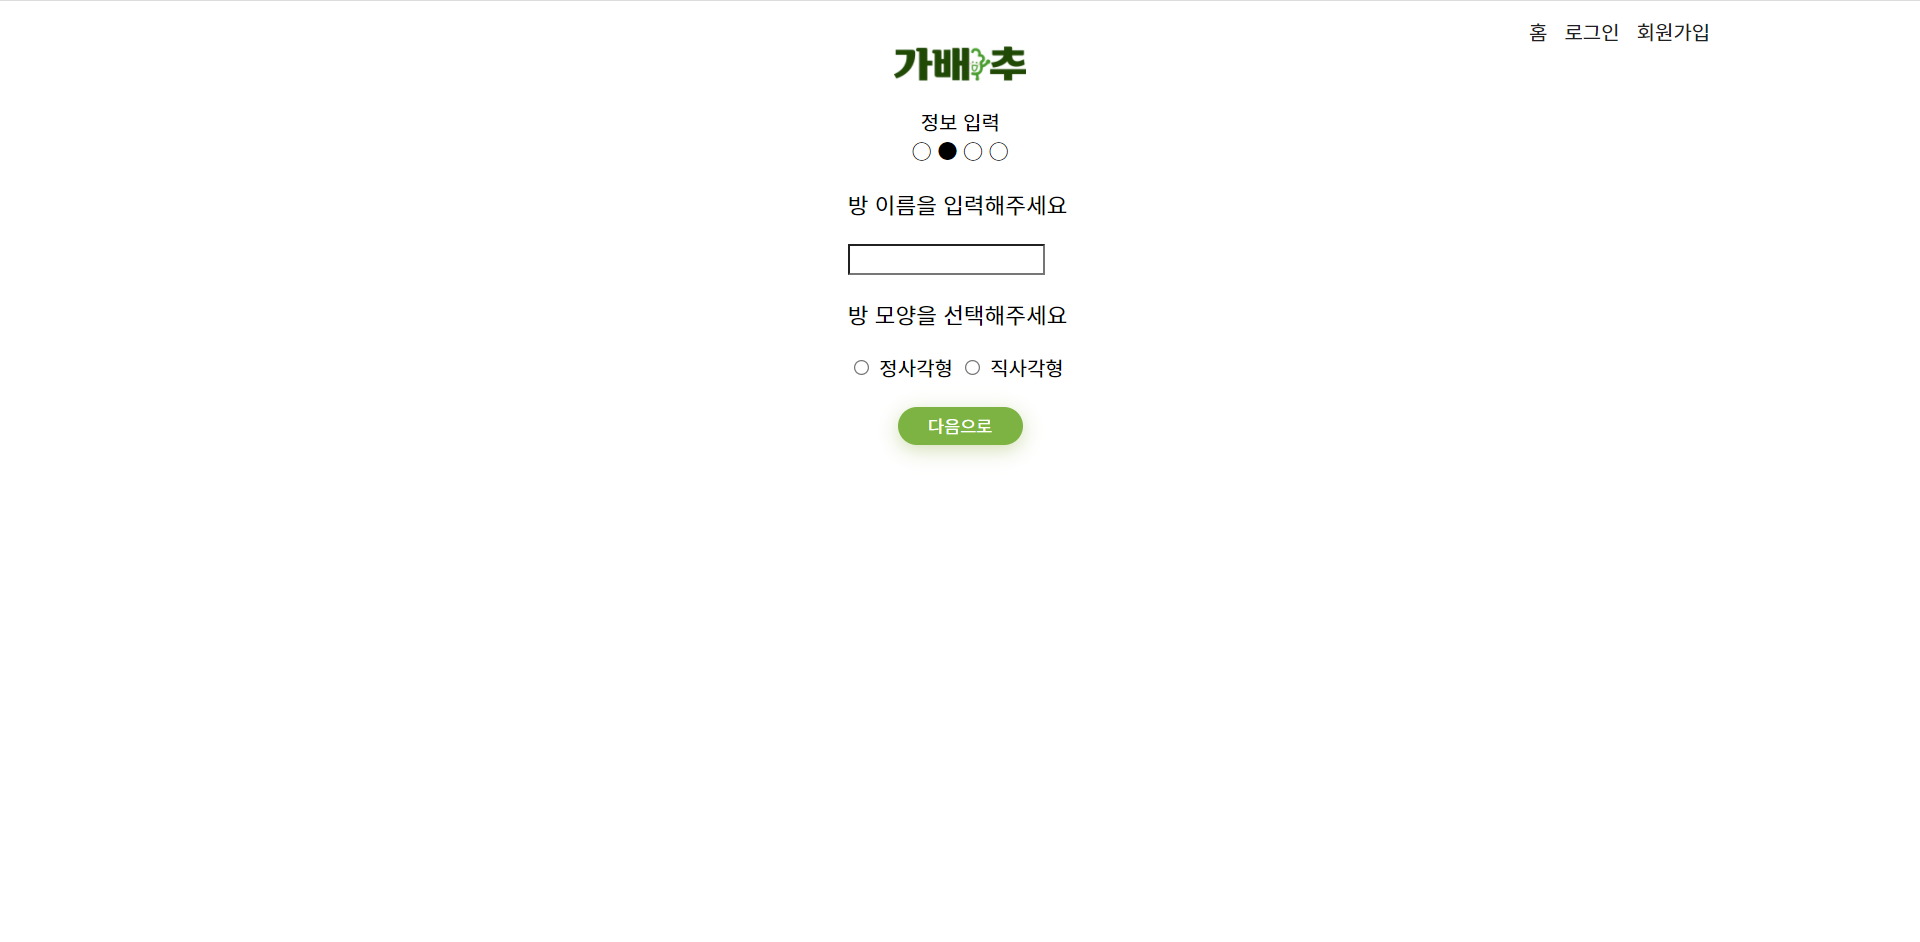 홈 로그인 회원가입
가배추
정보 입력
○ ● ○ ○
방 이름을 입력해주세요
방 모양을 선택해주세요
정사각형 직사각형
다음으로